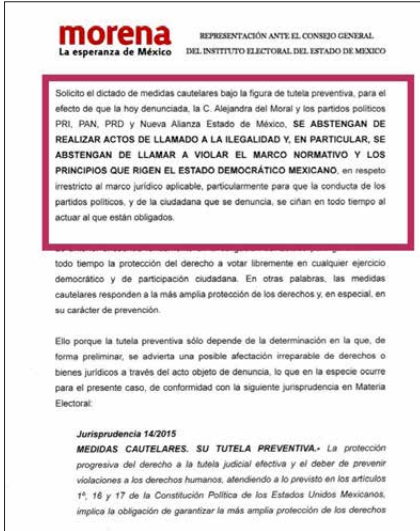 morena
La esperanza de México
REPRESENTACIÓN ANTE EL CONSEJO GENERAL
DEL INSTITUTO ELECTORAL DEL ESTADO DE MÉXICO
Solicito el dictado de medidas cautelares bajo la figura de tutela preventiva, para el
efecto de que la hoy denunciada, la C. Alejandra del Moral y los partidos políticos
PRI, PAN, PRD y Nueva Alianza Estado de México, SE ABSTENGAN DE
REALIZAR ACTOS DE LLAMADO A LA ILEGALIDAD Y, EN PARTICULAR, SE
ABSTENGAN DE LLAMAR A VIOLAR EL MARCO NORMATIVO Y LOS
PRINCIPIOS QUE RIGEN EL ESTADO DEMOCRÁTICO MEXICANO, en respeto
irrestricto al marco jurídico aplicable, particularmente para que la conducta de los
partidos políticos, y de la ciudadana que se denuncia, se ciñan en todo tiempo al
actuar al que están obligados.
todo tiempo la protección del derecho a votar libremente en cualquier ejercicio
democrático y de participación ciudadana. En otras palabras, las medidas
cautelares responden a la más amplia protección de los derechos y, en especial, en
su carácter de prevención.
Ello porque la tutela preventiva sólo depende de la determinación en la que, de
forma preliminar, se advierta una posible afectación irreparable de derechos o
bienes jurídicos a través del acto objeto de denuncia, lo que en la especie ocurre
para el presente caso, de conformidad con la siguiente jurisprudencia en Materia
Electoral:
Jurisprudencia 14/2015
MEDIDAS CAUTELARES. SU TUTELA PREVENTIVA.- La protección
progresiva del derecho a la tutela judicial efectiva y el deber de prevenir
violaciones a los derechos humanos, atendiendo a lo previsto en los artículos
1º, 16 y 17 de la Constitución Política de los Estados Unidos Mexicanos,
implica la obligación de garantizar la más amplia protección de los derechos